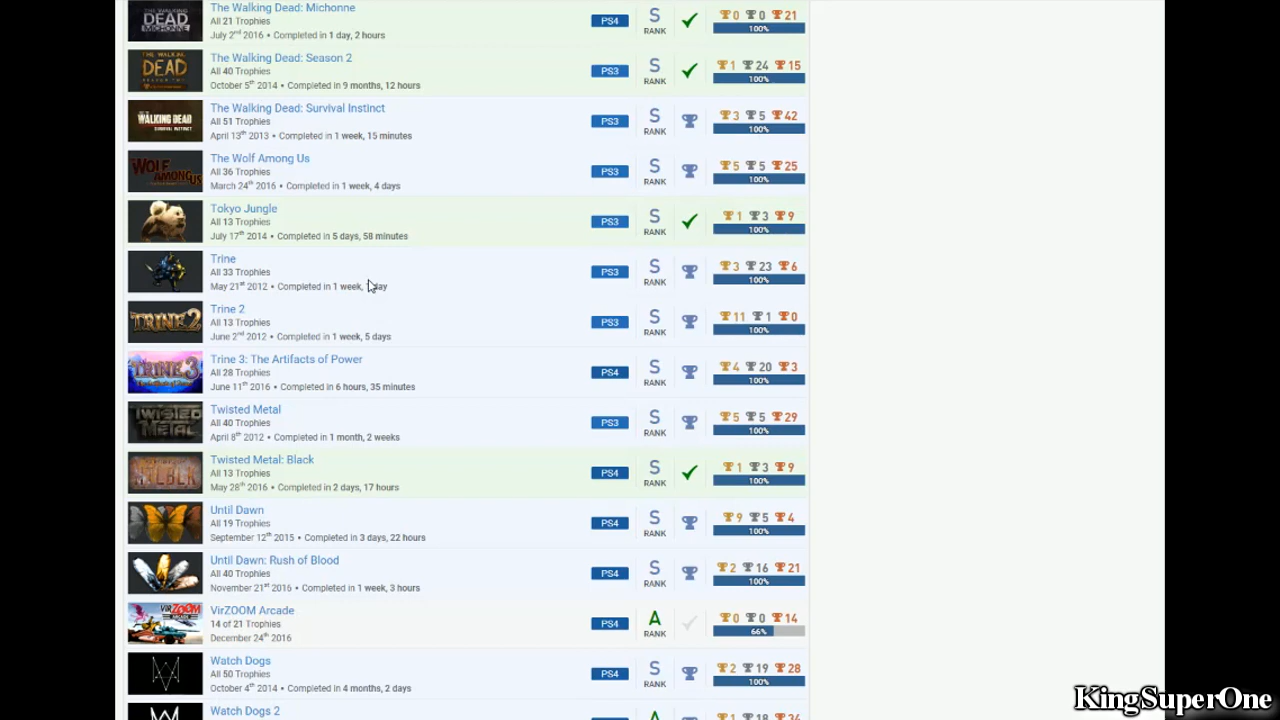 The Walking Dead: Michonne
All 21 Trophies
July 2nd 2016 • Completed in 1 day, 2 hours
PS4
S
RANK
0 0 21
100%
The Walking Dead: Season 2
All 40 Trophies
October 5th 2014 • Completed in 9 months, 12 hours
PS3
S
RANK
1 24 15
100%
The Walking Dead: Survival Instinct
All 51 Trophies
April 13th 2013 • Completed in 1 week, 15 minutes
PS3
S
RANK
3 5 42
100%
The Wolf Among Us
All 36 Trophies
March 24th 2016 • Completed in 1 week, 4 days
PS3
S
RANK
5 5 25
100%
Tokyo Jungle
All 13 Trophies
July 17th 2014 • Completed in 5 days, 58 minutes
PS3
S
RANK
1 3 9
100%
Trine
All 33 Trophies
May 21st 2012 • Completed in 1 week, day
PS3
S
RANK
3 23 6
100%
TRINE 2
Trine 2
All 13 Trophies
June 2nd 2012 • Completed in 1 week, 5 days
PS3
S
RANK
11 1 0
100%
TRINE 3
Trine 3: The Artifacts of Power
All 28 Trophies
June 11th 2016 • Completed in 6 hours, 35 minutes
PS4
S
RANK
4 20 3
100%
TWISTED METAL
Twisted Metal
All 40 Trophies
April 8th 2012 • Completed in 1 month, 2 weeks
PS3
S
RANK
5 5 29
100%
Twisted Metal: Black
All 13 Trophies
May 28th 2016 • Completed in 2 days, 17 hours
PS4
S
RANK
1 3 9
100%
Until Dawn
All 19 Trophies
September 12th 2015 • Completed in 3 days, 22 hours
PS4
S
RANK
9 5 4
100%
Until Dawn: Rush of Blood
All 40 Trophies
November 21st 2016 • Completed in 1 week, 3 hours
PS4
S
RANK
2 16 21
100%
VIRZOOM ARCADE
VirZOOM Arcade
14 of 21 Trophies
December 24th 2016
PS4
A
RANK
0 0 14
66%
Watch Dogs
All 50 Trophies
October 4th 2014 • Completed in 4 months, 2 days
PS4
S
RANK
2 19 28
100%
Watch Dogs 2
KingSuperOne